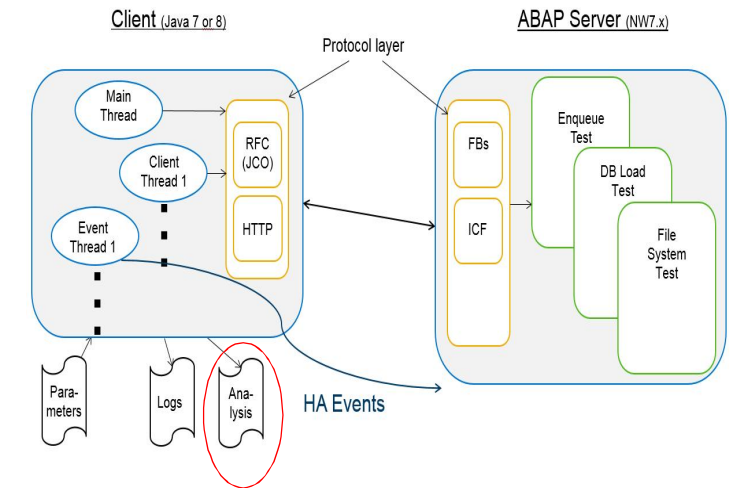 Client (Java 7 or 8)
ABAP Server (NW7.x)
Protocol layer
Main
Thread
Client
Thread 1
Event
Thread 1
RFC
(JCO)
HTTP
FBs
ICF
Enqueue
Test
DB Load
Test
File
System
Test
Para-
meters
Logs
Ana-
lysis
HA Events